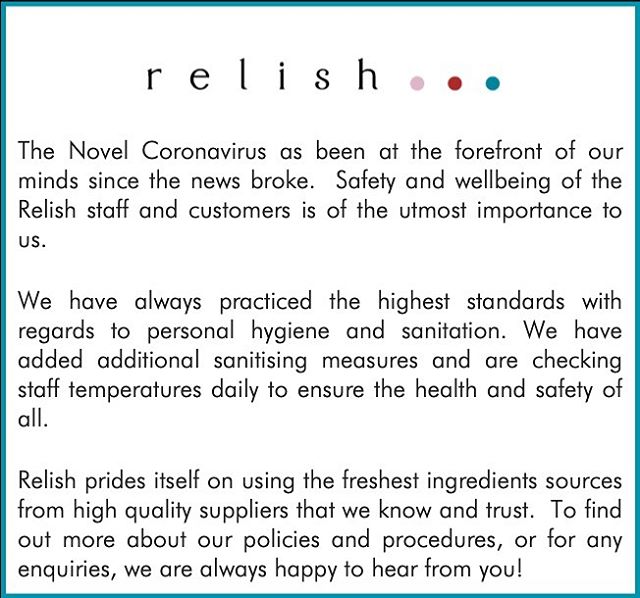 relish...
The Novel Coronavirus as been at the forefront of our
minds since the news broke. Safety and wellbeing of the
Relish staff and customers is of the utmost importance to
us.
We have always practiced the highest standards with
regards to personal hygiene and sanitation. We have
added additional sanitising measures and are checking
staff temperatures daily to ensure the health and safety of
all.
Relish prides itself on using the freshest ingredients sources
from high quality suppliers that we know and trust. To find
out more about our policies and procedures, or for any
enquiries, we are always happy to hear from you!